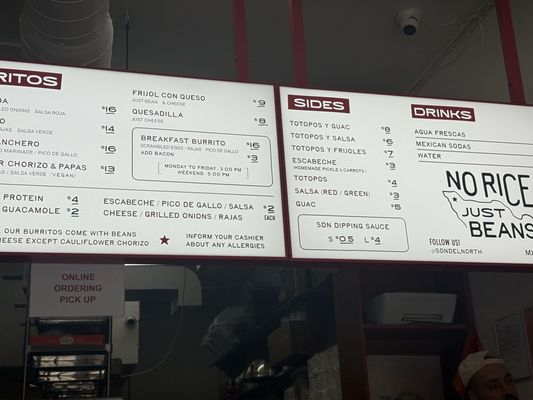 RITOS
$16
LED ONIONS SALSA ROJA
$14
RAJAS / SALSA VERDE
NCHERO $16
O MARINADE / PICO DE GALLO
R CHORIZO & PAPAS $13
S / SALSA VERDE (VEGAN)
PROTEIN $4
GUACAMOLE $2
OUR BURRITOS COME WITH BEANS
HEESE EXCEPT CAULIFLOWER CHORIZO
FRIJOL CON QUESO $9
JUST BEAN & CHEESE
QUESADILLA $8
JUST CHEESE
BREAKFAST BURRITO $16
SCRAMBLED EGGS / RAJAS / PICO DE GALLO
ADD BACON $3
MONDAY TO FRIDAY · 3:00 PM
WEEKEND · 5:00 PM
ESCABECHE / PICO DE GALLO / SALSA $2
CHEESE / GRILLED ONIONS / RAJAS EACH
INFORM YOUR CASHIER
ABOUT ANY ALLERGIES
SIDES
TOTOPOS Y GUAC $8
TOTOPOS Y SALSA $6
TOTOPOS Y FRIJOLES $7
ESCABECHE $3
(HOMEMADE PICKLE & CARROTS)
TOTOPOS $4
SALSA (RED / GREEN) $3
GUAC $5
SDN DIPPING SAUCE
S $0.5 L $4
DRINKS
AGUA FRESCAS
MEXICAN SODAS
WATER
NO RICE
JUST
BEANS
FOLLOW US!
@SONDELNORTH
ONLINE
ORDERING
PICK UP